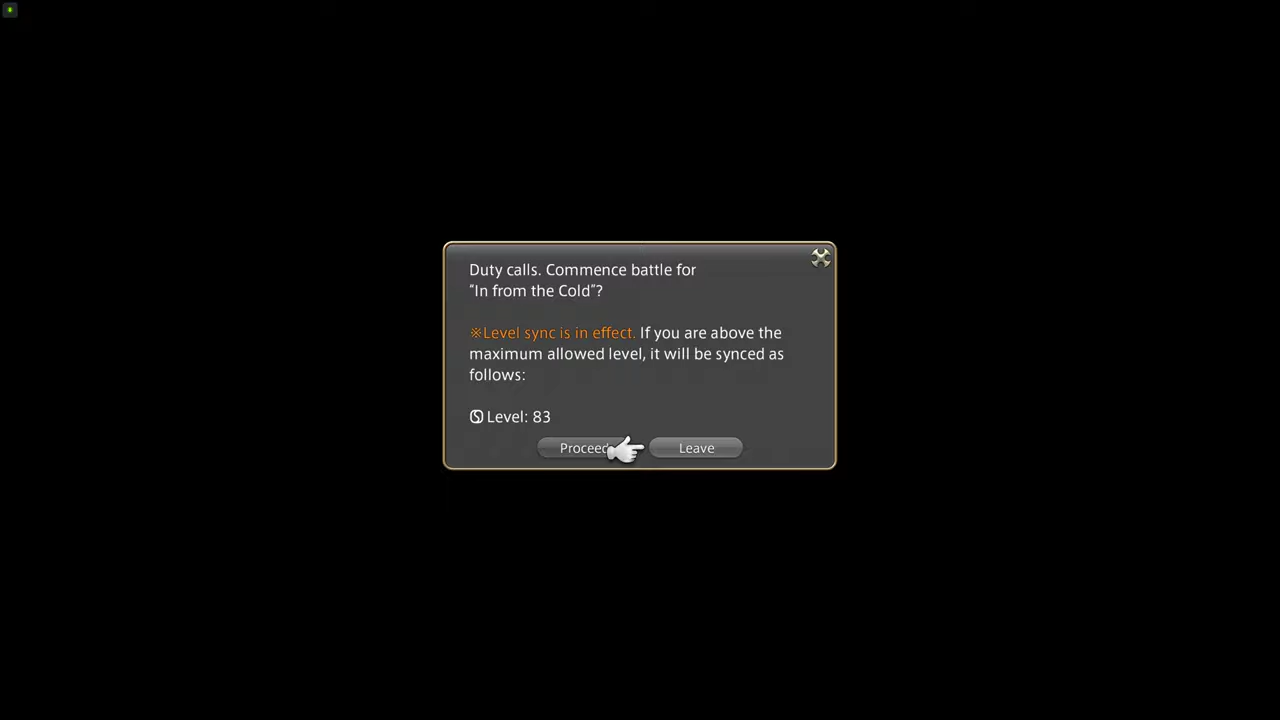 Duty calls. Commence battle for
“In from the Cold”?
※Level sync is in effect. If you are above the
maximum allowed level, it will be synced as
follows:
Level: 83
Proceed Leave